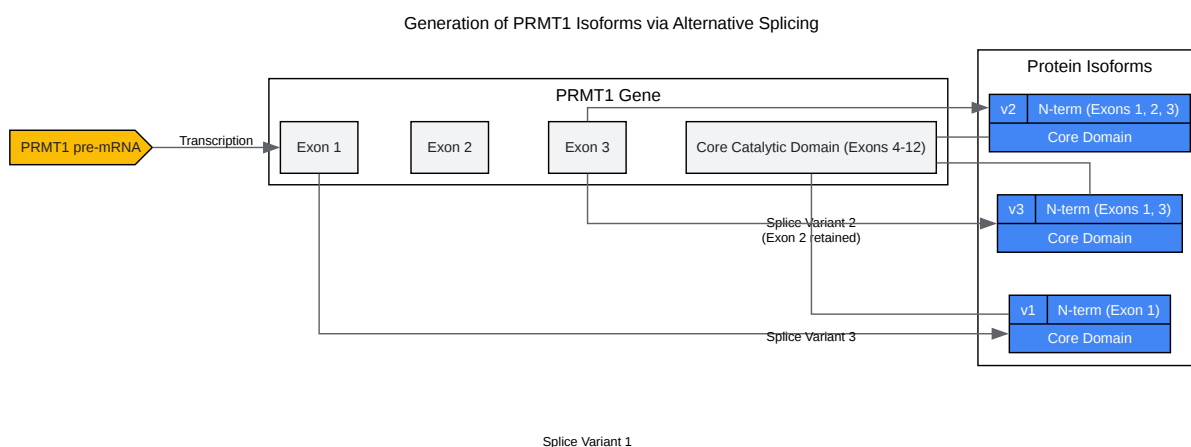 Generation of PRMT1 Isoforms via Alternative Splicing
Protein Isoforms
PRMT1 Gene
v2 N-term (Exons 1, 2, 3)
Core Domain
PRMT1 pre-mRNA
Transcription
Exon 1
Exon 2
Exon 3
Core Catalytic Domain (Exons 4-12)
v3 N-term (Exons 1, 3)
Core Domain
Splice Variant 2
(Exon 2 retained)
v1 N-term (Exon 1)
Core Domain
Splice Variant 3
Splice Variant 1